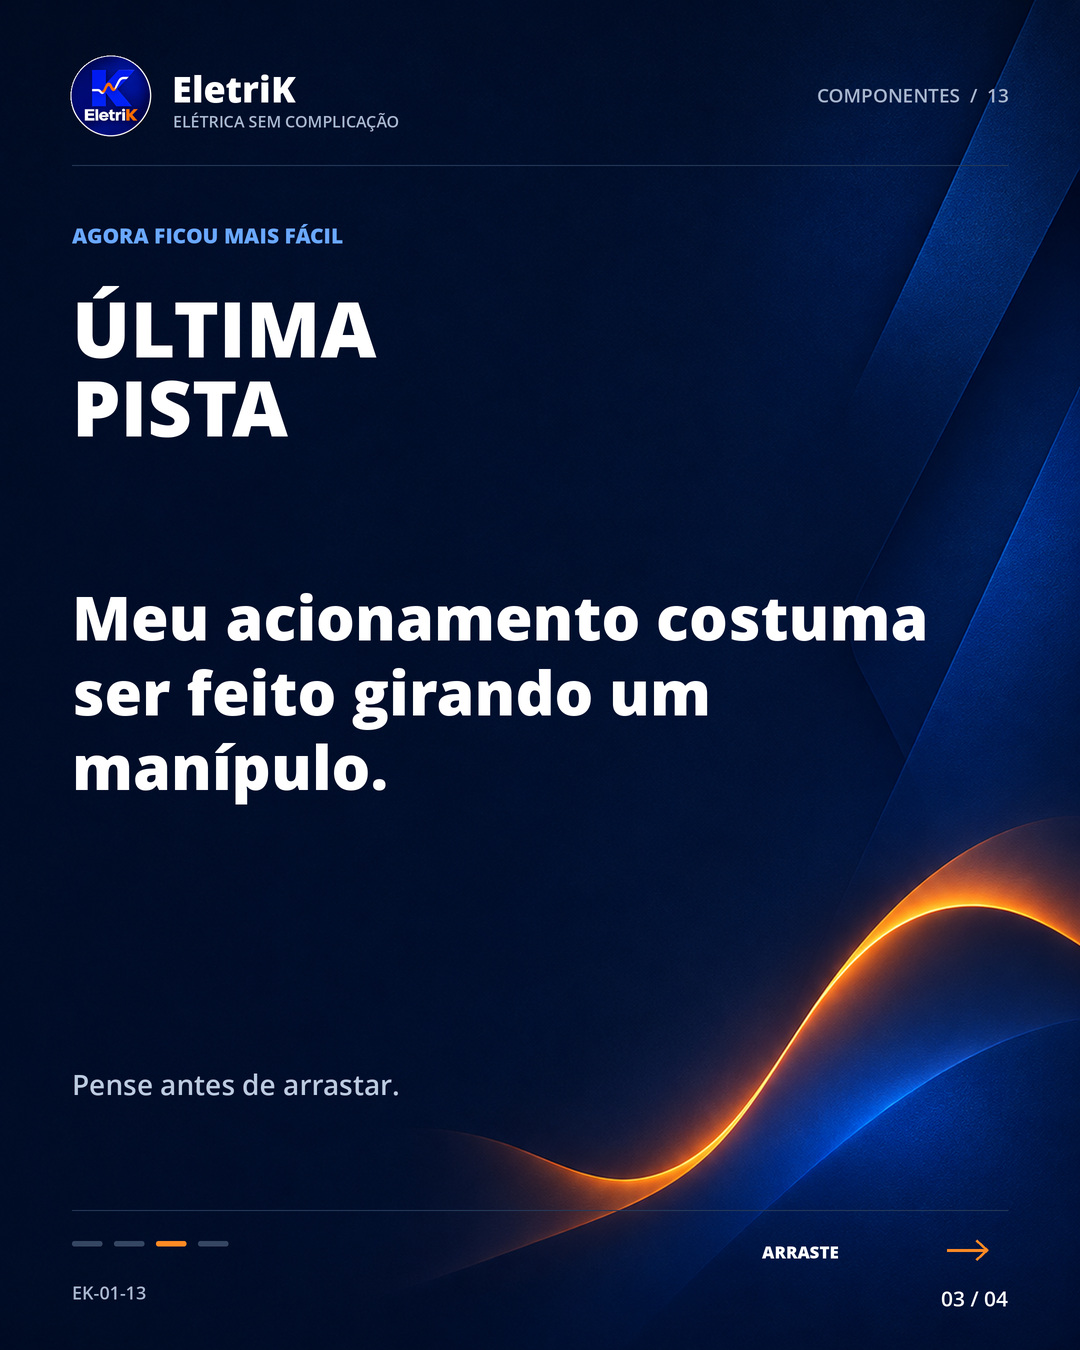 EletriK
EletriK
ELÉTRICA SEM COMPLICAÇÃO
COMPONENTES / 13
AGORA FICOU MAIS FÁCIL
ÚLTIMA
PISTA
Meu acionamento costuma
ser feito girando um
manípulo.
Pense antes de arrastar.
ARRASTE
EK-01-13
03 / 04